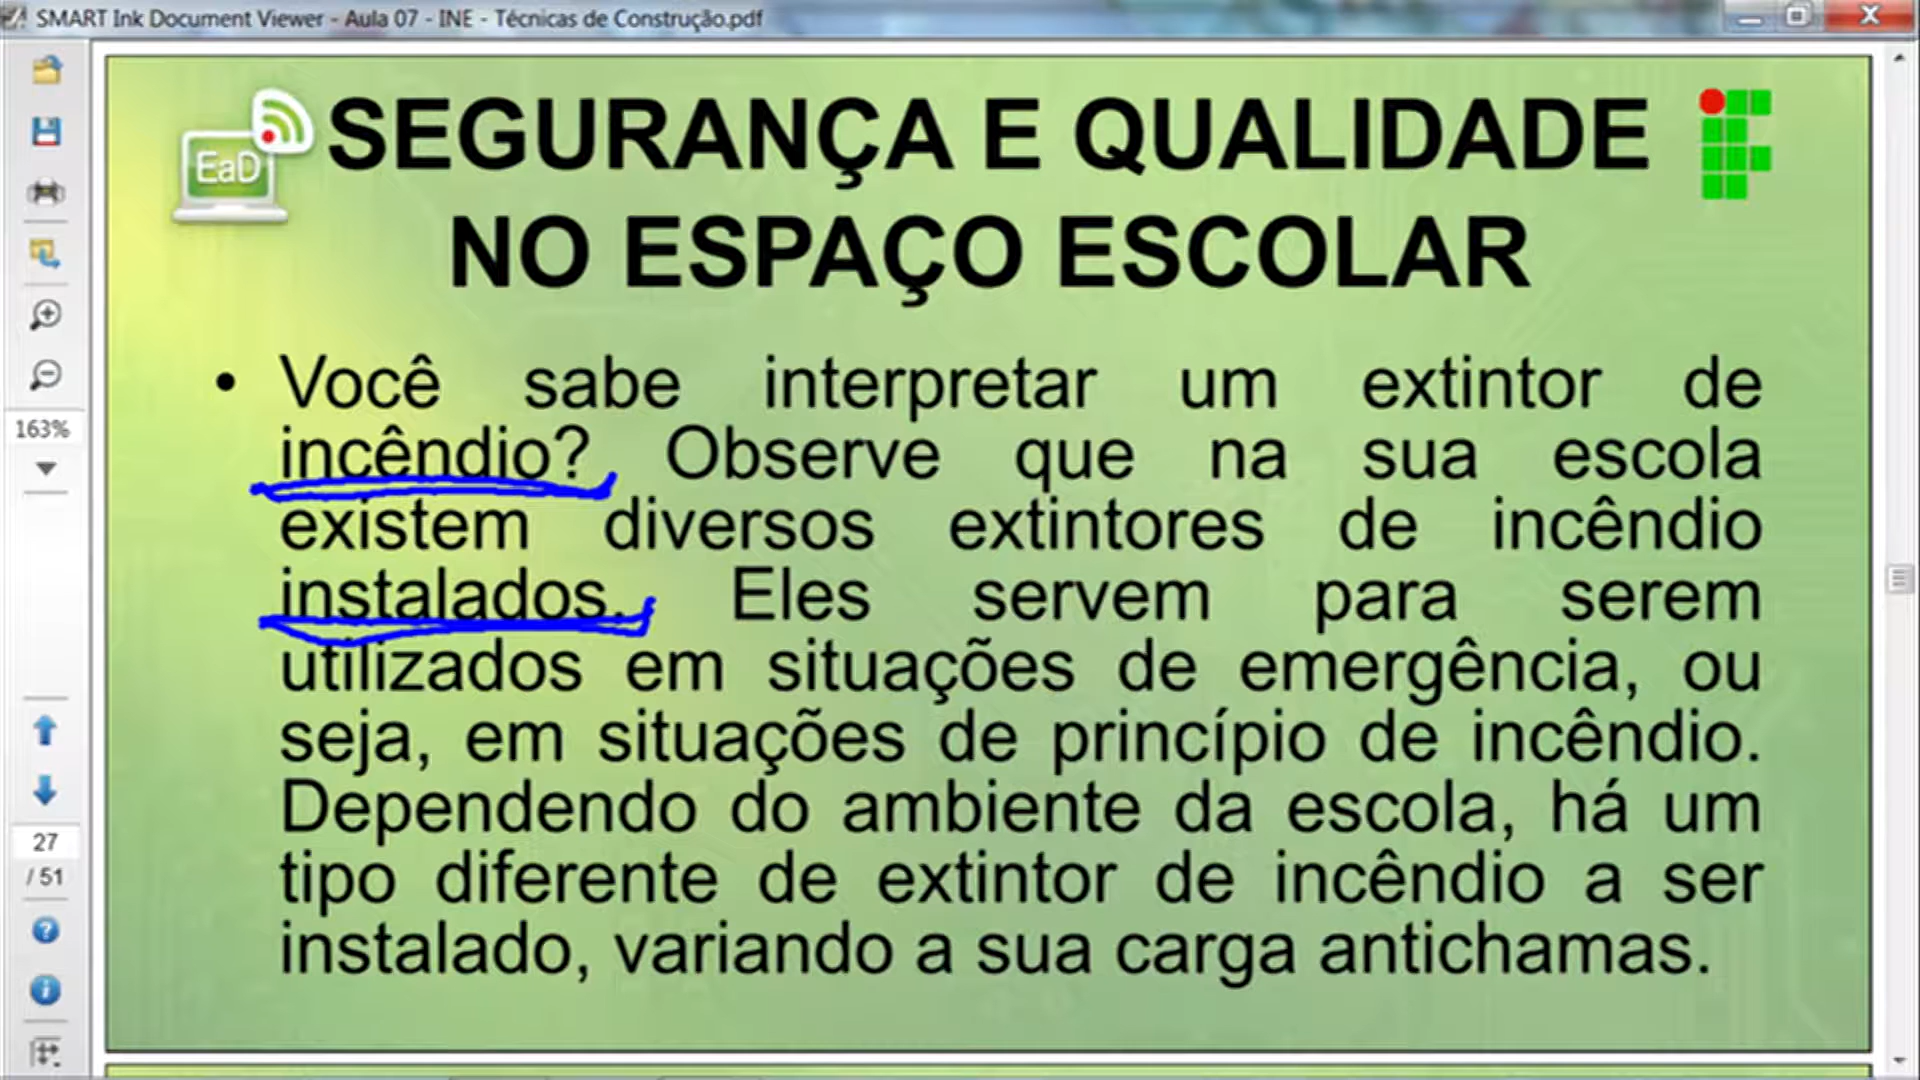 SMART Ink Document Viewer - Aula 07 - INE - Técnicas de Construção.pdf
EaD
SEGURANÇA E QUALIDADE
NO ESPAÇO ESCOLAR
• Você sabe interpretar um extintor de
incêndio? Observe que na sua escola
existem diversos extintores de incêndio
instalados. Eles servem para serem
utilizados em situações de emergência, ou
seja, em situações de princípio de incêndio.
Dependendo do ambiente da escola, há um
tipo diferente de extintor de incêndio a ser
instalado, variando a sua carga antichamas.
163%
27
/ 51